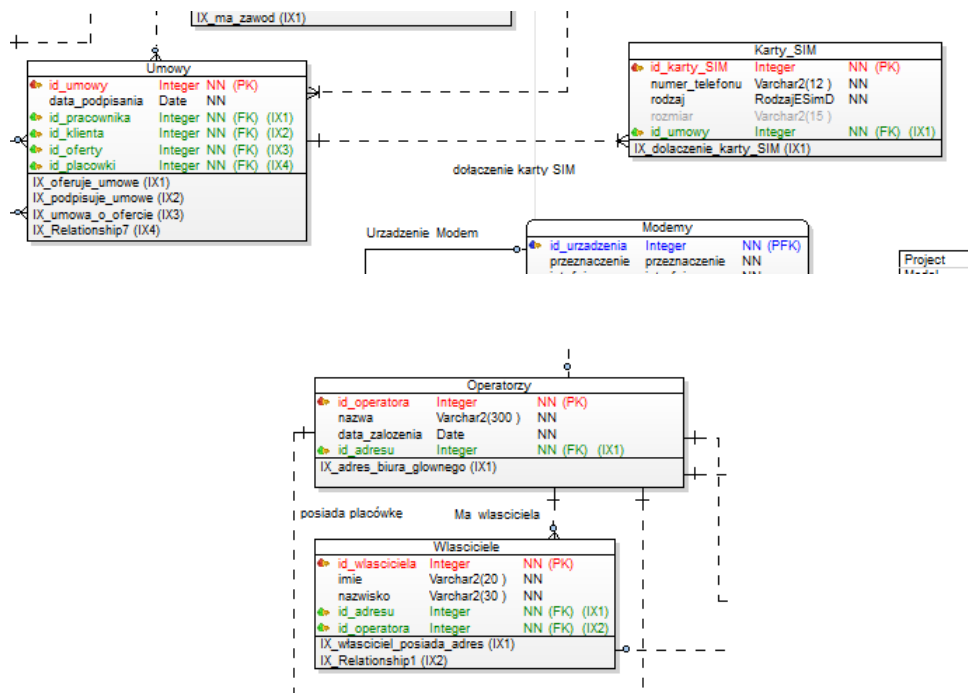 IX_ma_zawod (IX1)
Umowy
id_umowy Integer NN (PK)
data_podpisania Date NN
id_pracownika Integer NN (FK) (IX1)
id_klienta Integer NN (FK) (IX2)
id_oferty Integer NN (FK) (IX3)
id_placowki Integer NN (FK) (IX4)
IX_oferuje_umowe (IX1)
IX_podpisuje_umowe (IX2)
IX_umowa_o_ofercie (IX3)
IX_Relationship7 (IX4)
Karty_SIM
id_karty_SIM Integer NN (PK)
numer_telefonu Varchar2(12 ) NN
rodzaj RodzajESimD NN
rozmiar Varchar2(15 )
id_umowy Integer NN (FK) (IX1)
IX_dolaczenie_karty_SIM (IX1)
dołaczenie karty SIM
Urzadzenie Modem
Modemy
id_urzadzenia Integer NN (PFK)
przeznaczenie przeznaczenie NN
Project
Operatorzy
id_operatora Integer NN (PK)
nazwa Varchar2(300 ) NN
data_zalozenia Date NN
id_adresu Integer NN (FK) (IX1)
IX_adres_biura_glownego (IX1)
posiada placówke
Ma wlasciciela
Wlasciciele
id_wlasciciela Integer NN (PK)
imie Varchar2(20 ) NN
nazwisko Varchar2(30 ) NN
id_adresu Integer NN (FK) (IX1)
id_operatora Integer NN (FK) (IX2)
IX_właściciel_posiada_adres (IX1)
IX_Relationship1 (IX2)